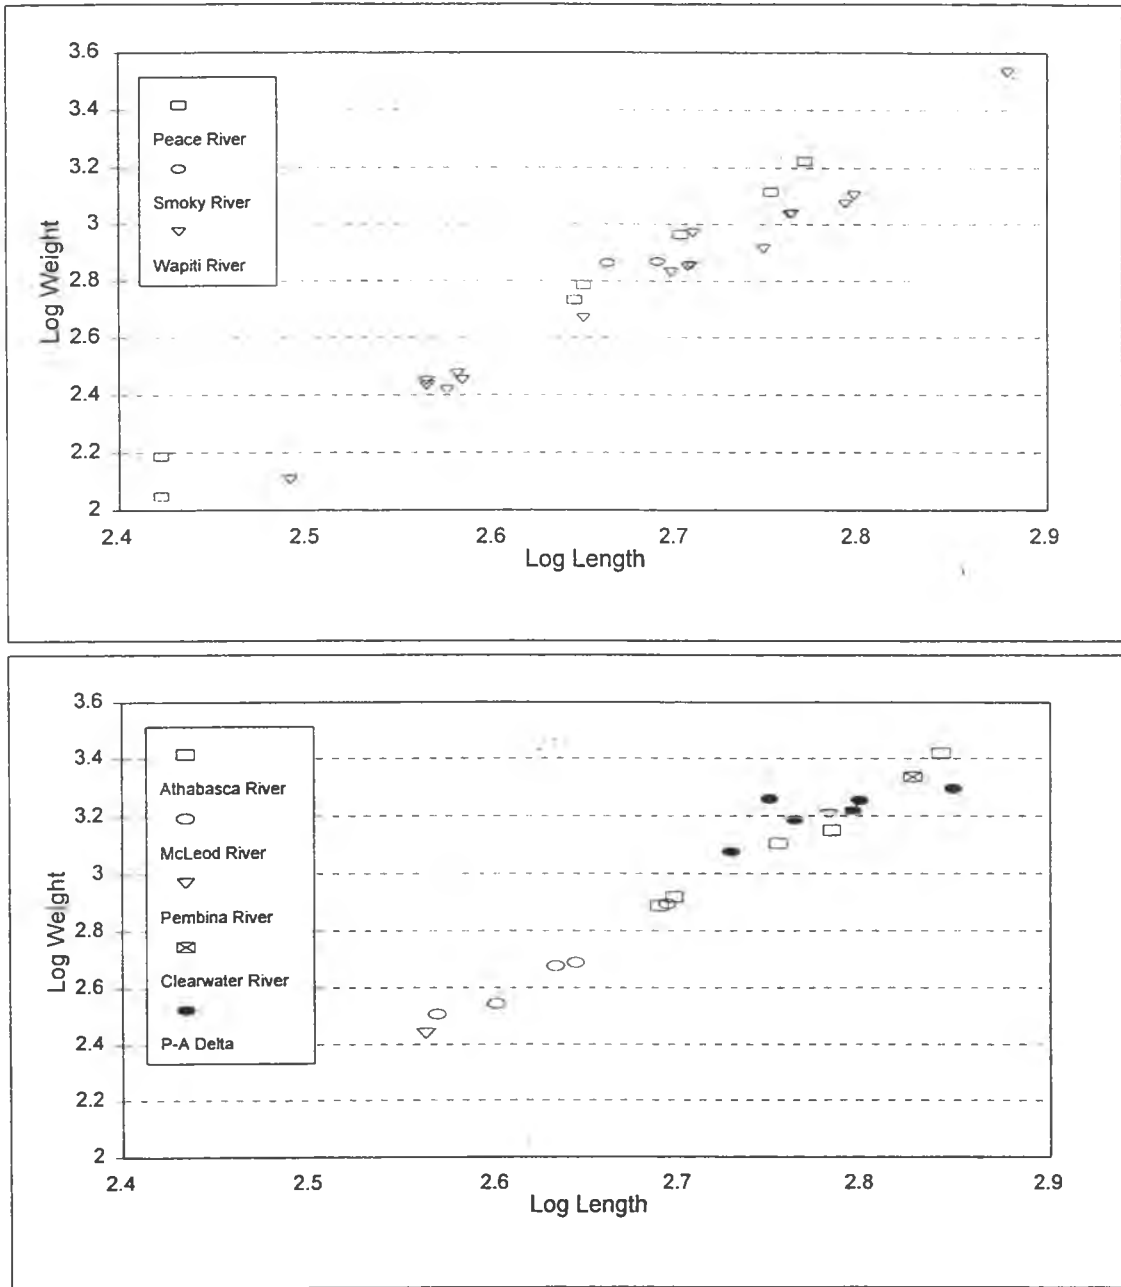 3.6
3.4
3.2
3
2.8
2.6
2.4
2.2
2
Log Weight
Peace River
Smoky River
Wapiti River
2.4 2.5 2.6 2.7 2.8 2.9
Log Length
3.6
3.4
3.2
3
2.8
2.6
2.4
2.2
2
Log Weight
Athabasca River
McLeod River
Pembina River
Clearwater River
P-A Delta
2.4 2.5 2.6 2.7 2.8 2.9
Log Length